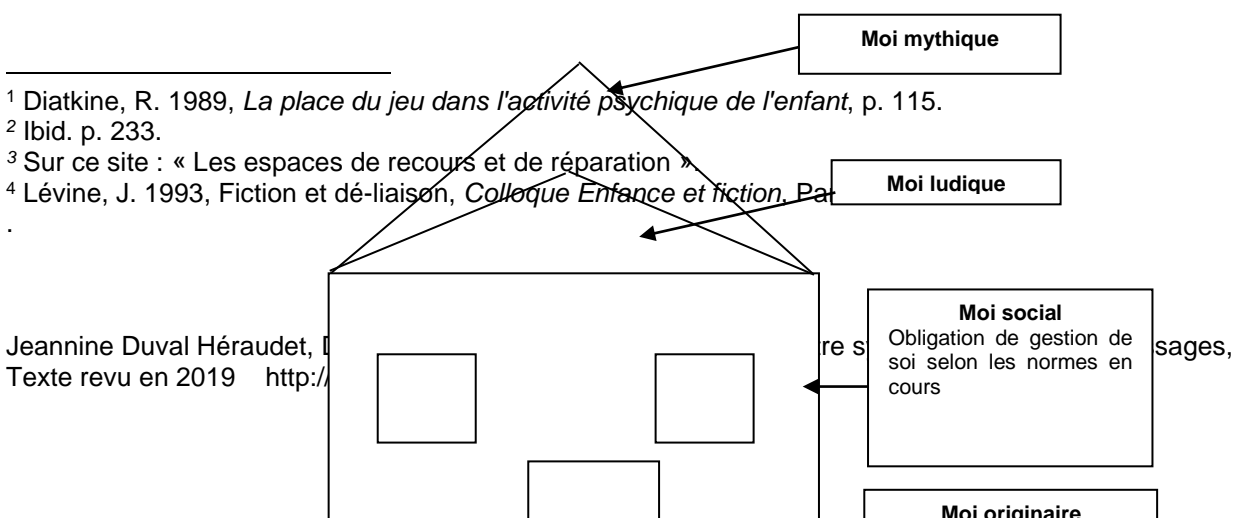 Moi mythique
1 Diatkine, R. 1989, La place du jeu dans l'activité psychique de l'enfant, p. 115.
2 Ibid. p. 233.
3 Sur ce site : « Les espaces de recours et de réparation ».
4 Lévine, J. 1993, Fiction et dé-liaison, Colloque Enfance et fiction,
.
Moi ludique
Moi social
Obligation de gestion de
soi selon les normes en
cours
Jeannine Duval Héraudet,
Texte revu en 2019 http://
Moi originaire